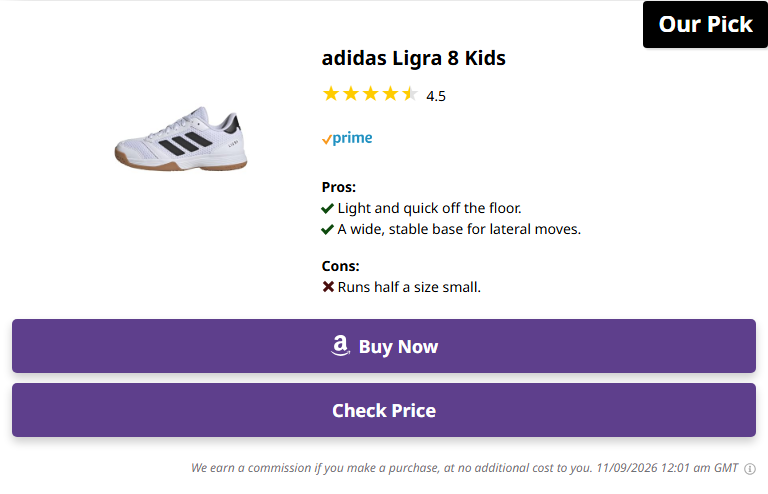 Our Pick
adidas Ligra 8 Kids
4.5
prime
Pros:
Light and quick off the floor.
A wide, stable base for lateral moves.
Cons:
Runs half a size small.
Buy Now
Check Price
We earn a commission if you make a purchase, at no additional cost to you. 11/09/2026 12:01 am GMT